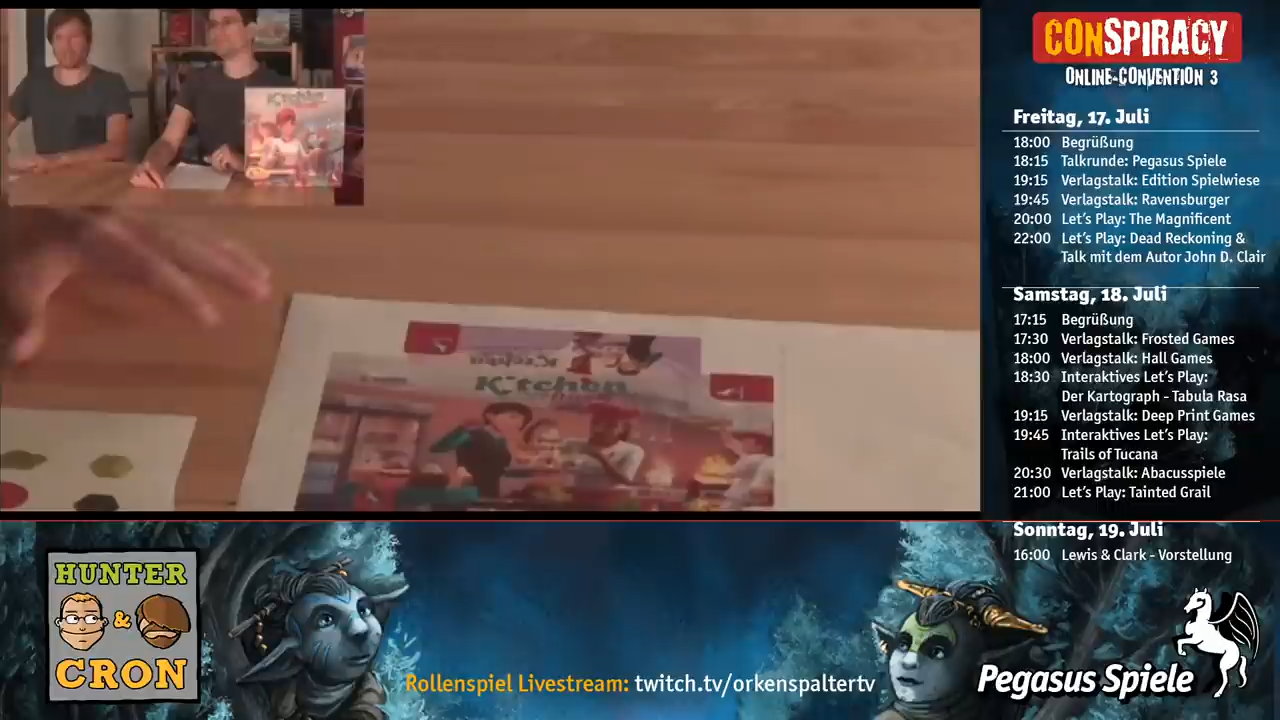 CONSPIRACY
ONLINE-CONVENTION 3
Freitag, 17. Juli
18:00 Begrüßung
18:15 Talkrunde: Pegasus Spiele
19:15 Verlagstalk: Edition Spielwiese
19:45 Verlagstalk: Ravensburger
20:00 Let's Play: The Magnificent
22:00 Let's Play: Dead Reckoning &
Talk mit dem Autor John D. Clair
Samstag, 18. Juli
17:15 Begrüßung
17:30 Verlagstalk: Frosted Games
18:00 Verlagstalk: Hall Games
18:30 Interaktives Let's Play:
Der Kartograph - Tabula Rasa
19:15 Verlagstalk: Deep Print Games
19:45 Interaktives Let's Play:
Trails of Tucana
20:30 Verlagstalk: Abacusspiele
21:00 Let's Play: Tainted Grail
Sonntag, 19. Juli
16:00 Lewis & Clark - Vorstellung
Kitchen
Kitchen
HUNTER
&
CRON
Rollenspiel Livestream: twitch.tv/orkenspaltertv
Pegasus Spiele